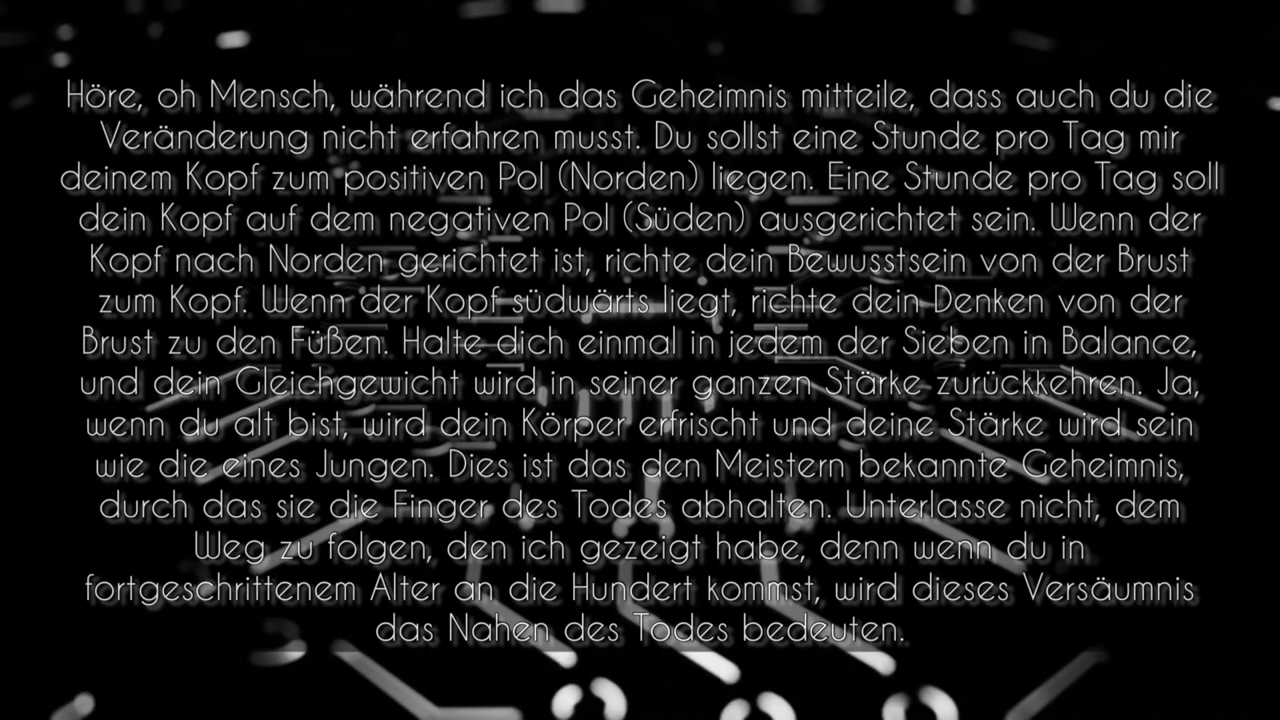 Höre, oh Mensch, während ich das Geheimnis mitteile, dass auch du die
Veränderung nicht erfahren musst. Du sollst eine Stunde pro Tag mir
deinem Kopf zum positiven Pol (Norden) liegen. Eine Stunde pro Tag soll
dein Kopf auf dem negativen Pol (Süden) ausgerichtet sein. Wenn der
Kopf nach Norden gerichtet ist, richte dein Bewusstsein von der Brust
zum Kopf. Wenn der Kopf südwärts liegt, richte dein Denken von der
Brust zu den Füßen. Halte dich einmal in jedem der Sieben in Balance,
und dein Gleichgewicht wird in seiner ganzen Stärke zurückkehren. Ja,
wenn du alt bist, wird dein Körper erfrischt und deine Stärke wird sein
wie die eines Jungen. Dies ist das den Meistern bekannte Geheimnis,
durch das sie die Finger des Todes abhalten. Unterlasse nicht, dem
Weg zu folgen, den ich gezeigt habe, denn wenn du in
fortgeschrittenem Alter an die Hundert kommst, wird dieses Versäumnis
das Nahen des Todes bedeuten.